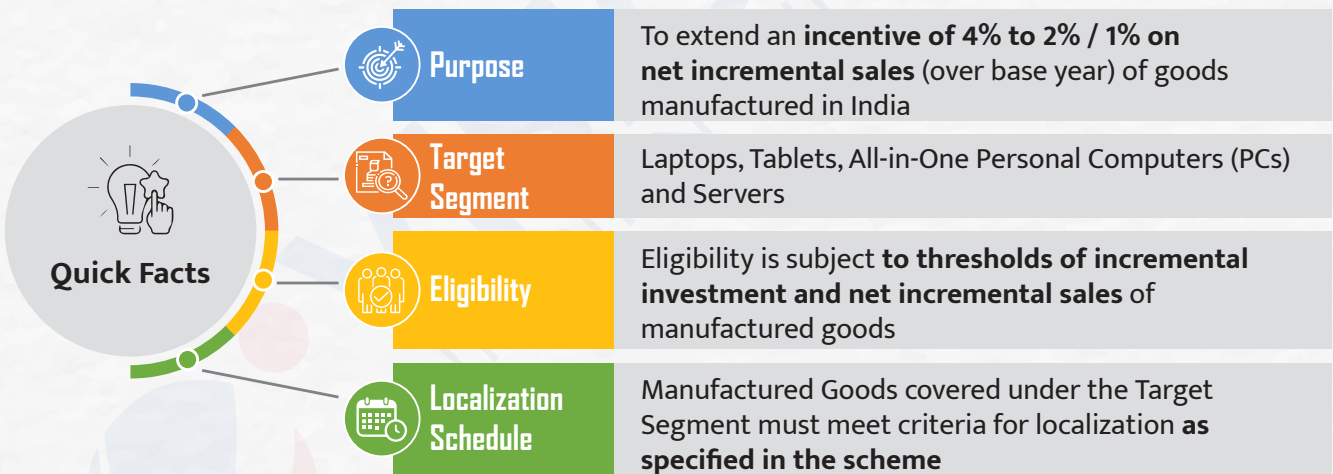 Quick Facts
Purpose
To extend an incentive of 4% to 2% / 1% on
net incremental sales (over base year) of goods
manufactured in India
Target
Segment
Laptops, Tablets, All-in-One Personal Computers (PCs)
and Servers
Eligibility
Eligibility is subject to thresholds of incremental
investment and net incremental sales of
manufactured goods
Localization
Schedule
Manufactured Goods covered under the Target
Segment must meet criteria for localization as
specified in the scheme